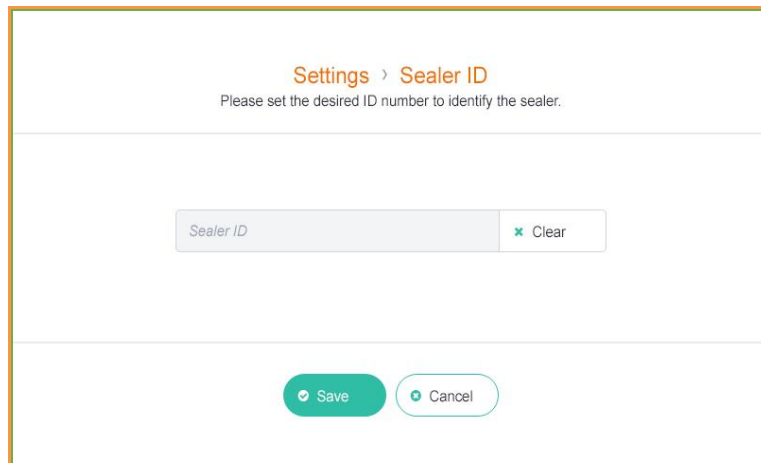 Settings › Sealer ID
Please set the desired ID number to identify the sealer.
Sealer ID
Clear
Save
Cancel